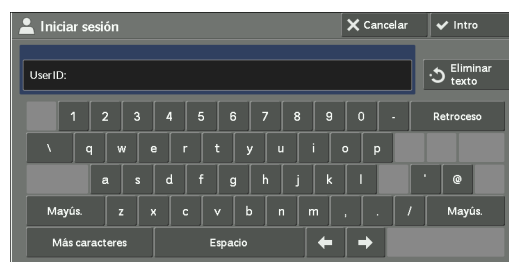 Iniciar sesión Cancelar Intro
UserID:
Eliminar
texto
1 2 3 4 5 6 7 8 9 0 - Retroceso
\ q w e r t y u i o p
a s d f g h j k l ' @
Mayús. z x c v b n m , . / Mayús.
Más caracteres Espacio